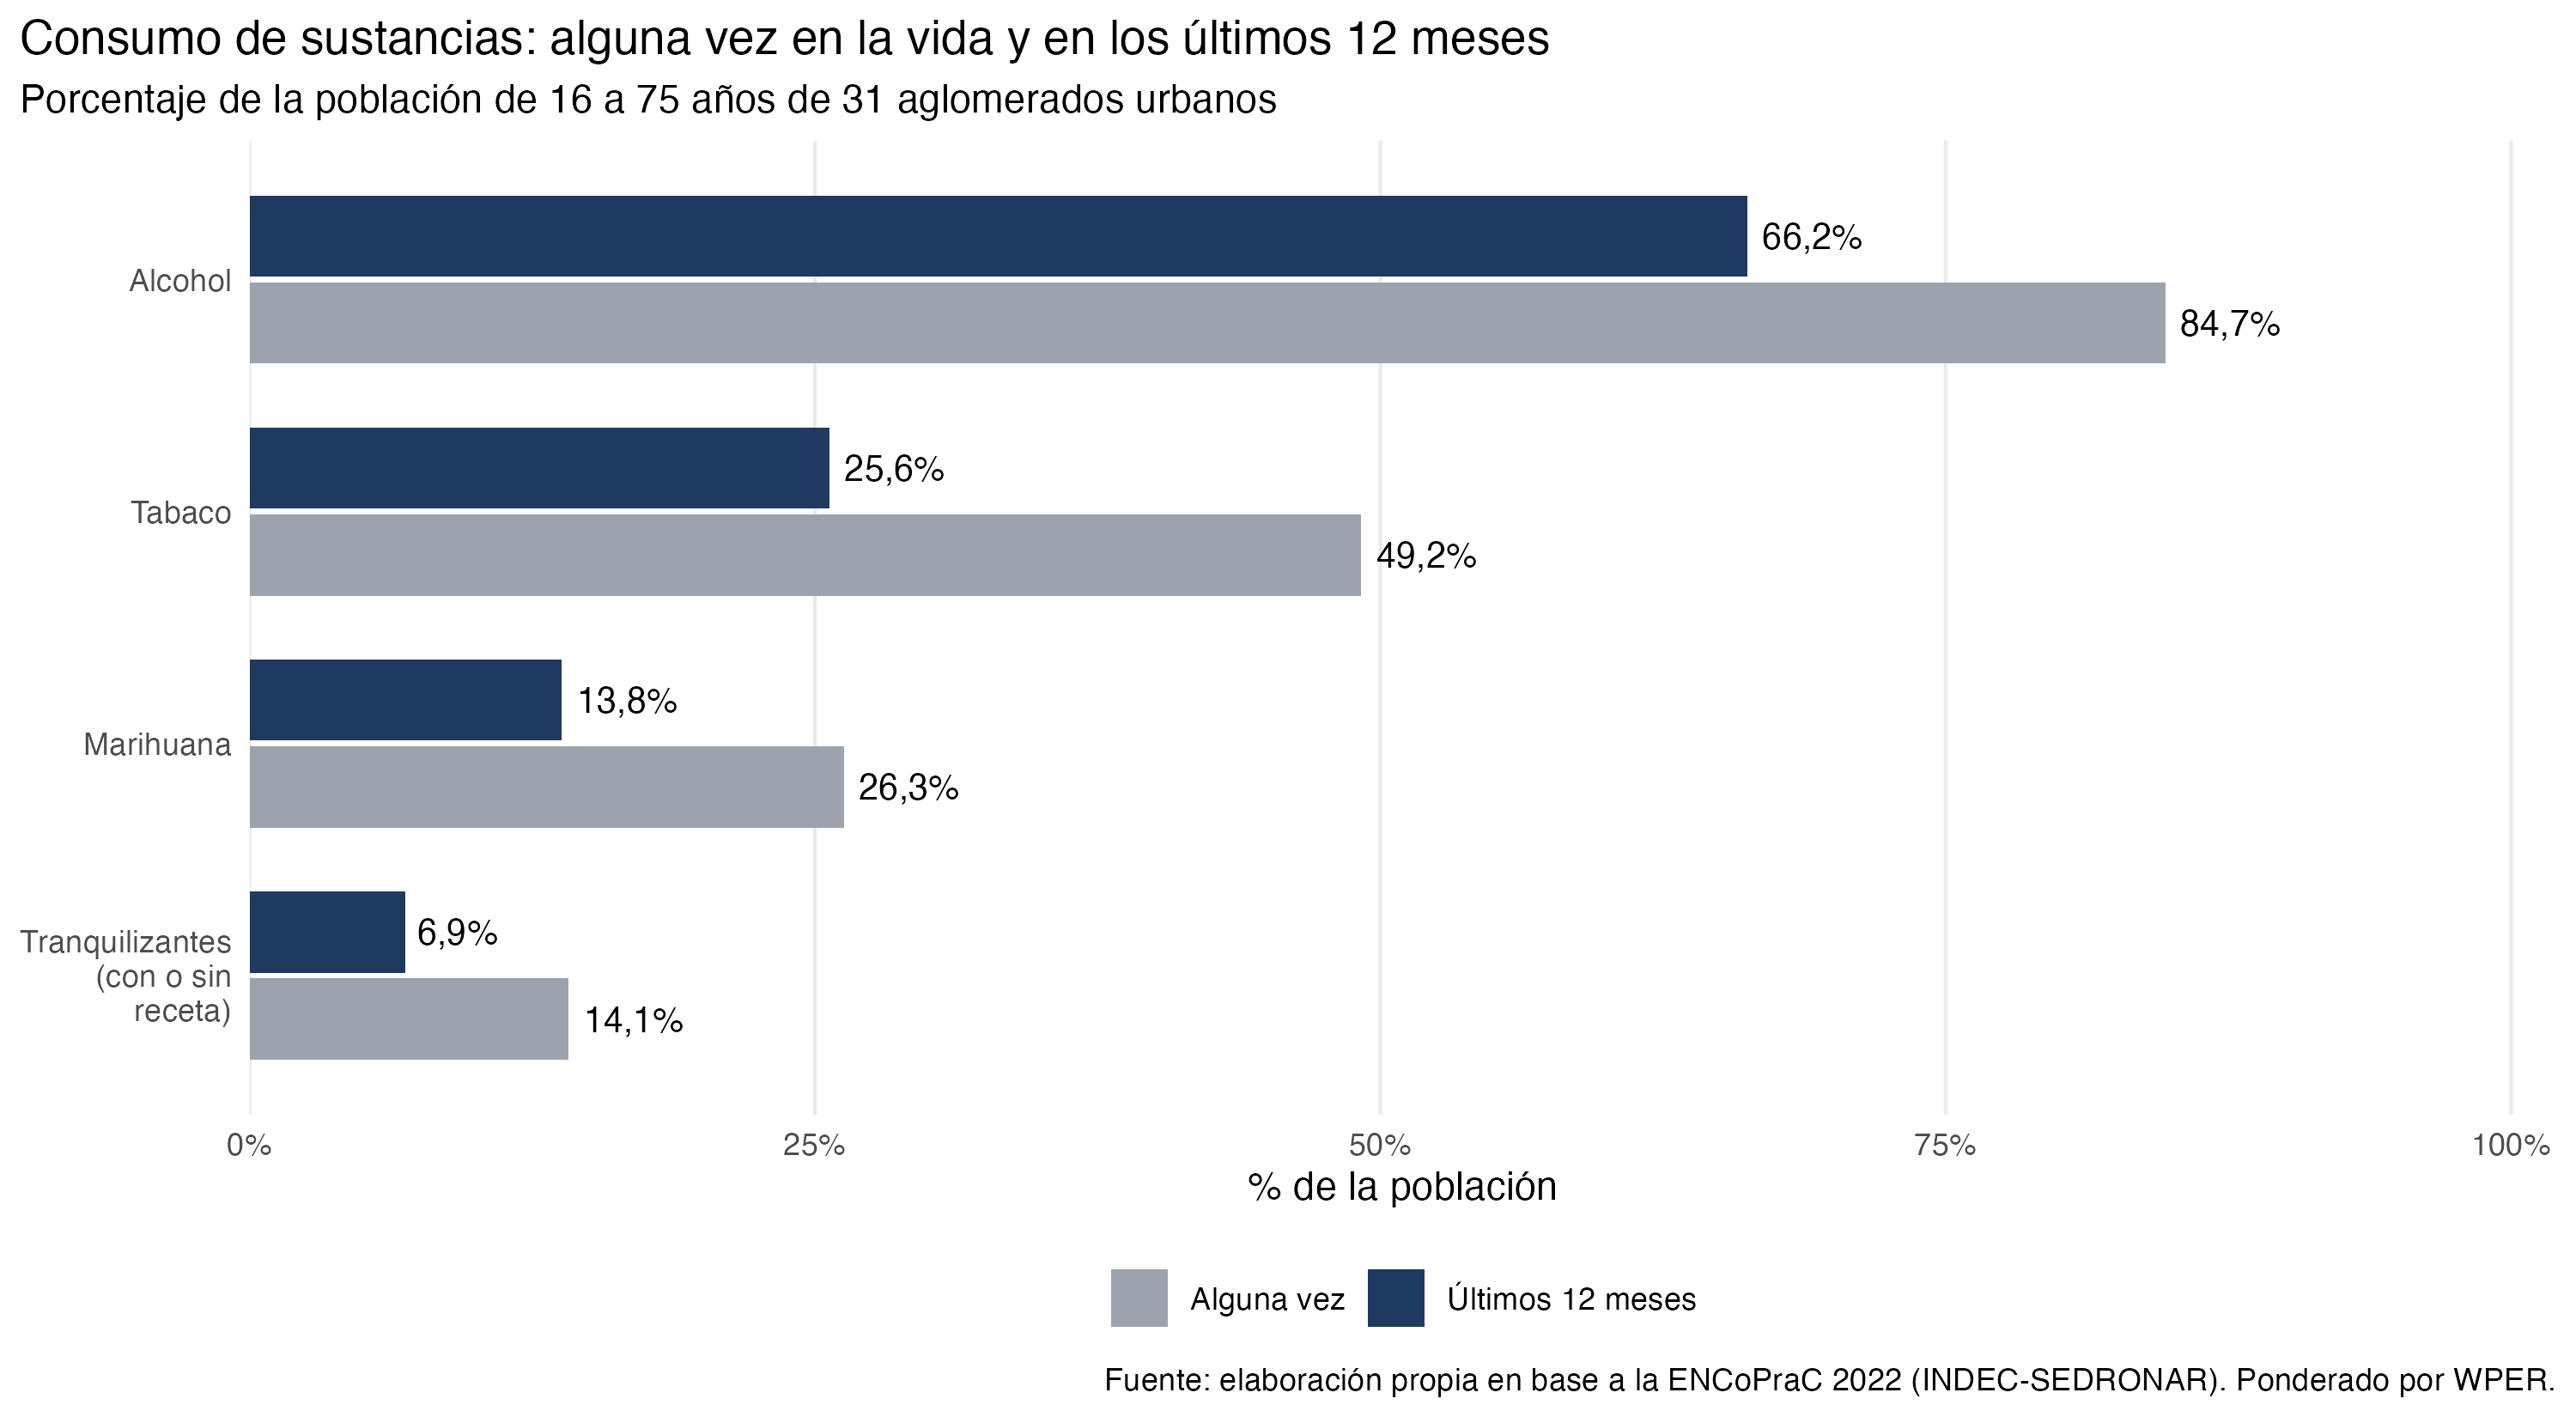 Consumo de sustancias: alguna vez en la vida y en los últimos 12 meses
Porcentaje de la población de 16 a 75 años de 31 aglomerados urbanos
66,2%
Alcohol
84,7%
25,6%
Tabaco
49,2%
13,8%
Marihuana
26,3%
6,9%
Tranquilizantes
(con o sin
receta)
14,1%
0% 25% 50% 75% 100%
% de la población
Alguna vez Últimos 12 meses
Fuente: elaboración propia en base a la ENCoPraC 2022 (INDEC-SEDRONAR). Ponderado por WPER.